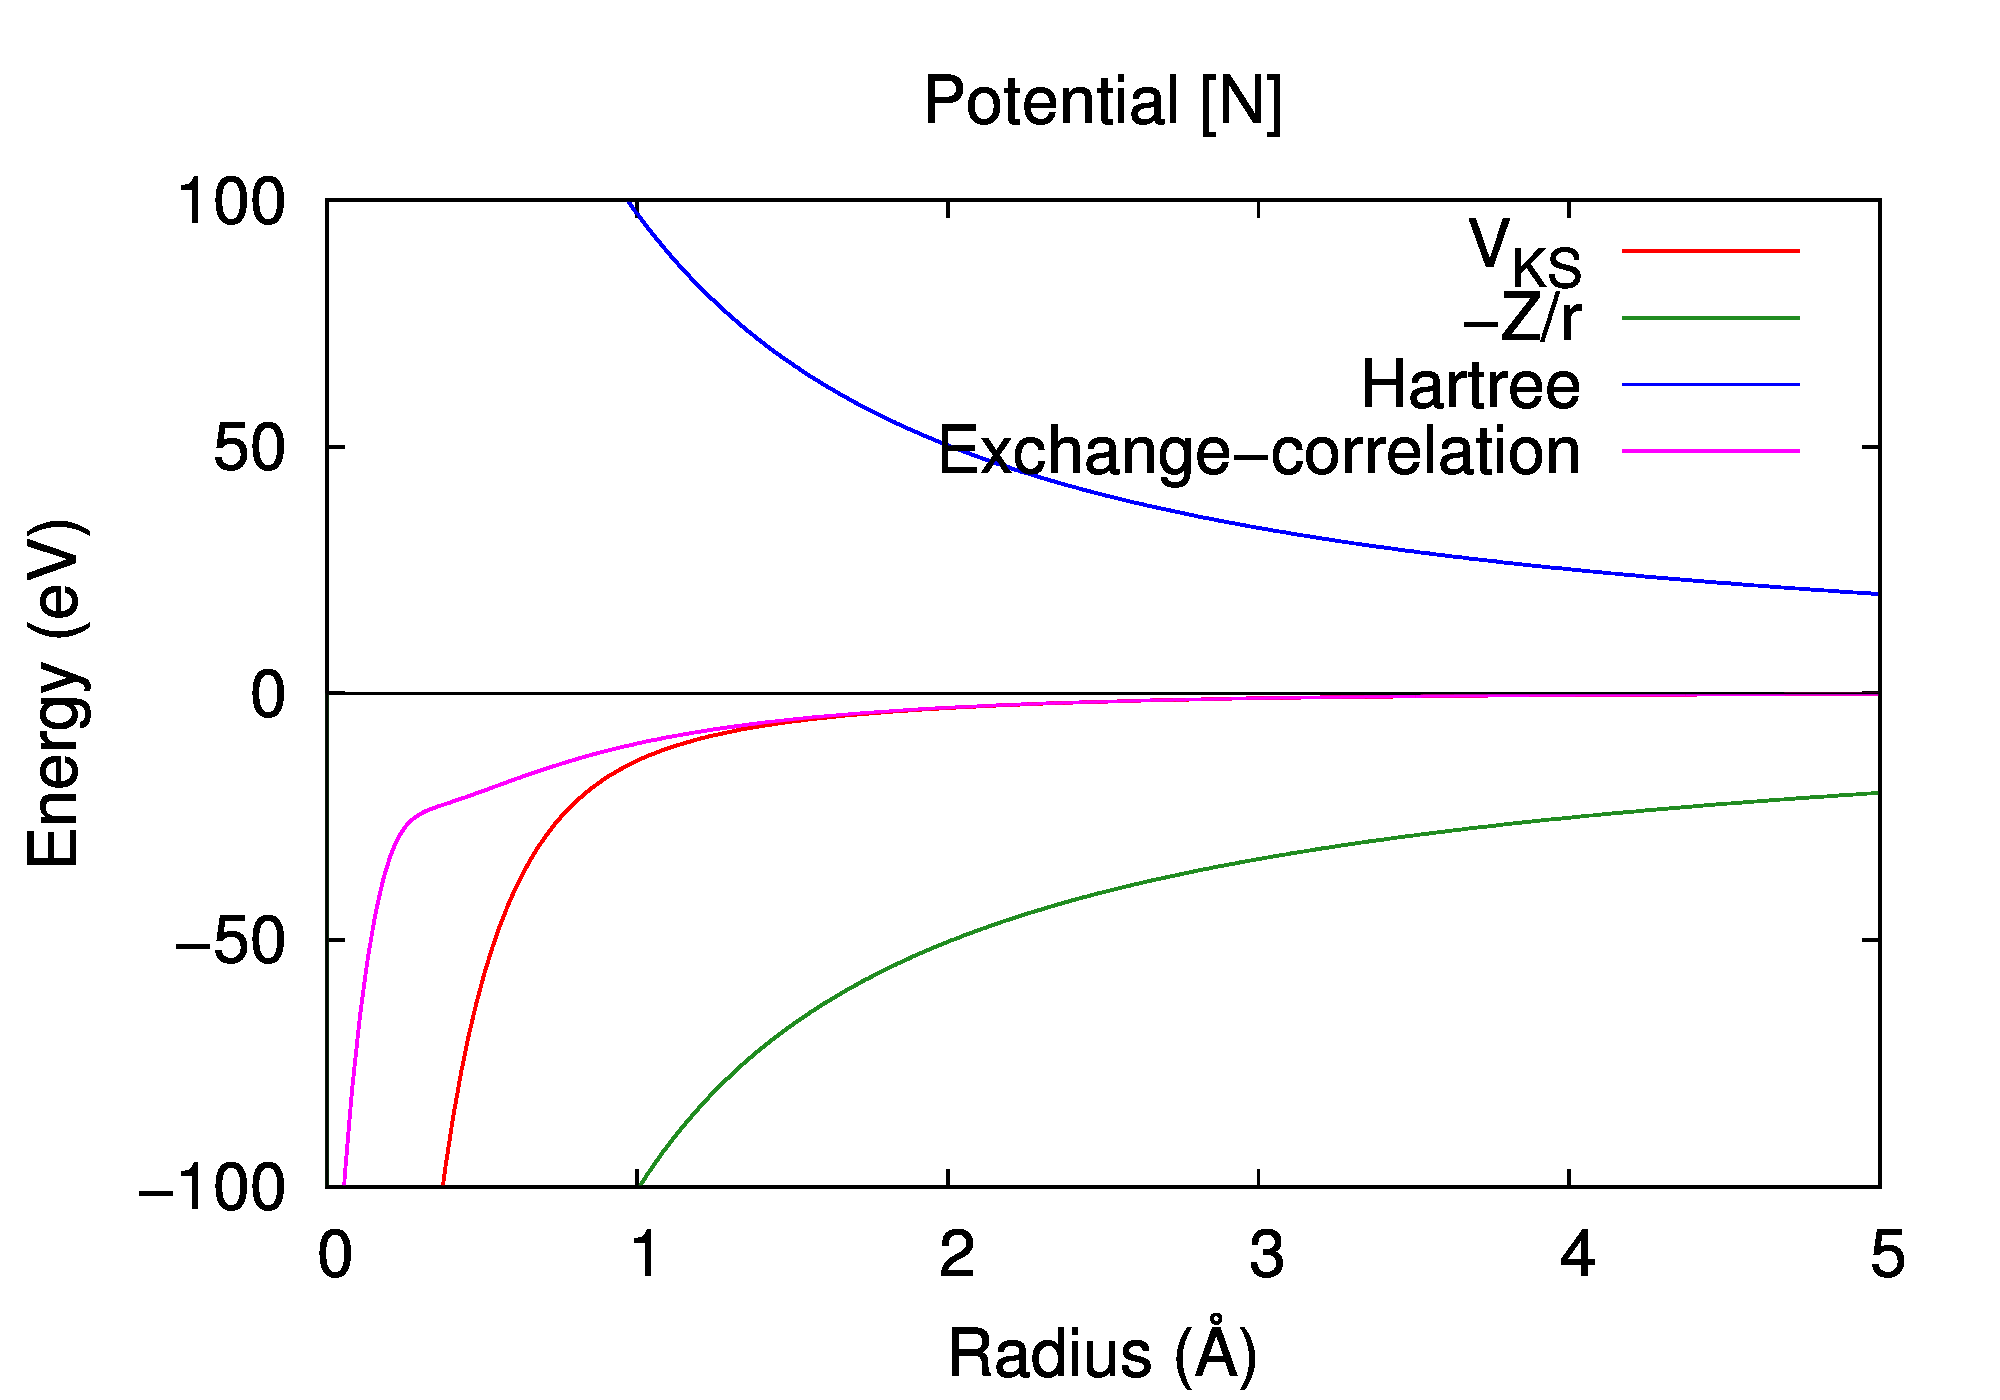 Potential [N]
100
50
0
−50
−100
Energy (eV)
V_KS
−Z/r
Hartree
Exchange−correlation
0 1 2 3 4 5
Radius (Å)